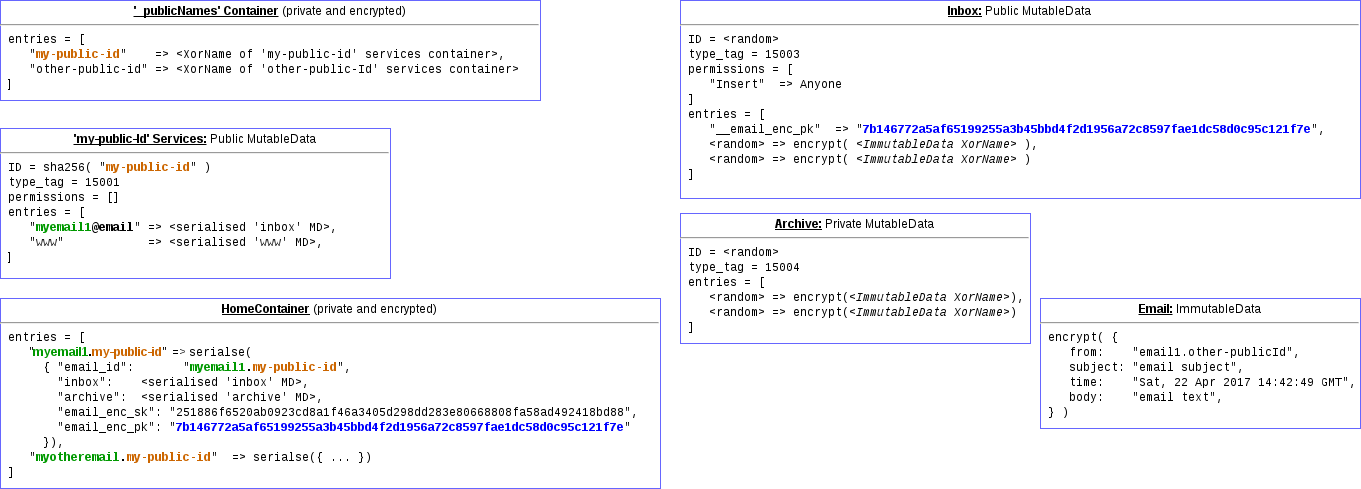 '_publicNames' Container (private and encrypted)
entries = [
"my-public-id" => <XorName of 'my-public-id' services container>,
"other-public-id" => <XorName of 'other-public-Id' services container>
]
'my-public-Id' Services: Public MutableData
ID = sha256( "my-public-id" )
type_tag = 15001
permissions = []
entries = [
"myemail1@email" => <serialised 'inbox' MD>,
"www" => <serialised 'www' MD>,
]
HomeContainer (private and encrypted)
entries = [
"myemail1.my-public-id" => serialse(
{ "email_id": "myemail1.my-public-id",
"inbox": <serialised 'inbox' MD>,
"archive": <serialised 'archive' MD>,
"email_enc_sk": "251886f6520ab0923cd8a1f46a3405d298dd283e80668808fa58ad492418bd88",
"email_enc_pk": "7b146772a5af65199255a3b45bbd4f2d1956a72c8597fae1dc58d0c95c121f7e"
}),
"myotheremail.my-public-id" => serialse({ ... })
]
Inbox: Public MutableData
ID = <random>
type_tag = 15003
permissions = [
"Insert" => Anyone
]
entries = [
"__email_enc_pk" => "7b146772a5af65199255a3b45bbd4f2d1956a72c8597fae1dc58d0c95c121f7e",
<random> => encrypt( <ImmutableData XorName> ),
<random> => encrypt( <ImmutableData XorName> )
]
Archive: Private MutableData
ID = <random>
type_tag = 15004
entries = [
<random> => encrypt(<ImmutableData XorName>),
<random> => encrypt(<ImmutableData XorName>)
]
Email: ImmutableData
encrypt( {
from: "email1.other-publicId",
subject: "email subject",
time: "Sat, 22 Apr 2017 14:42:49 GMT",
body: "email text",
} )